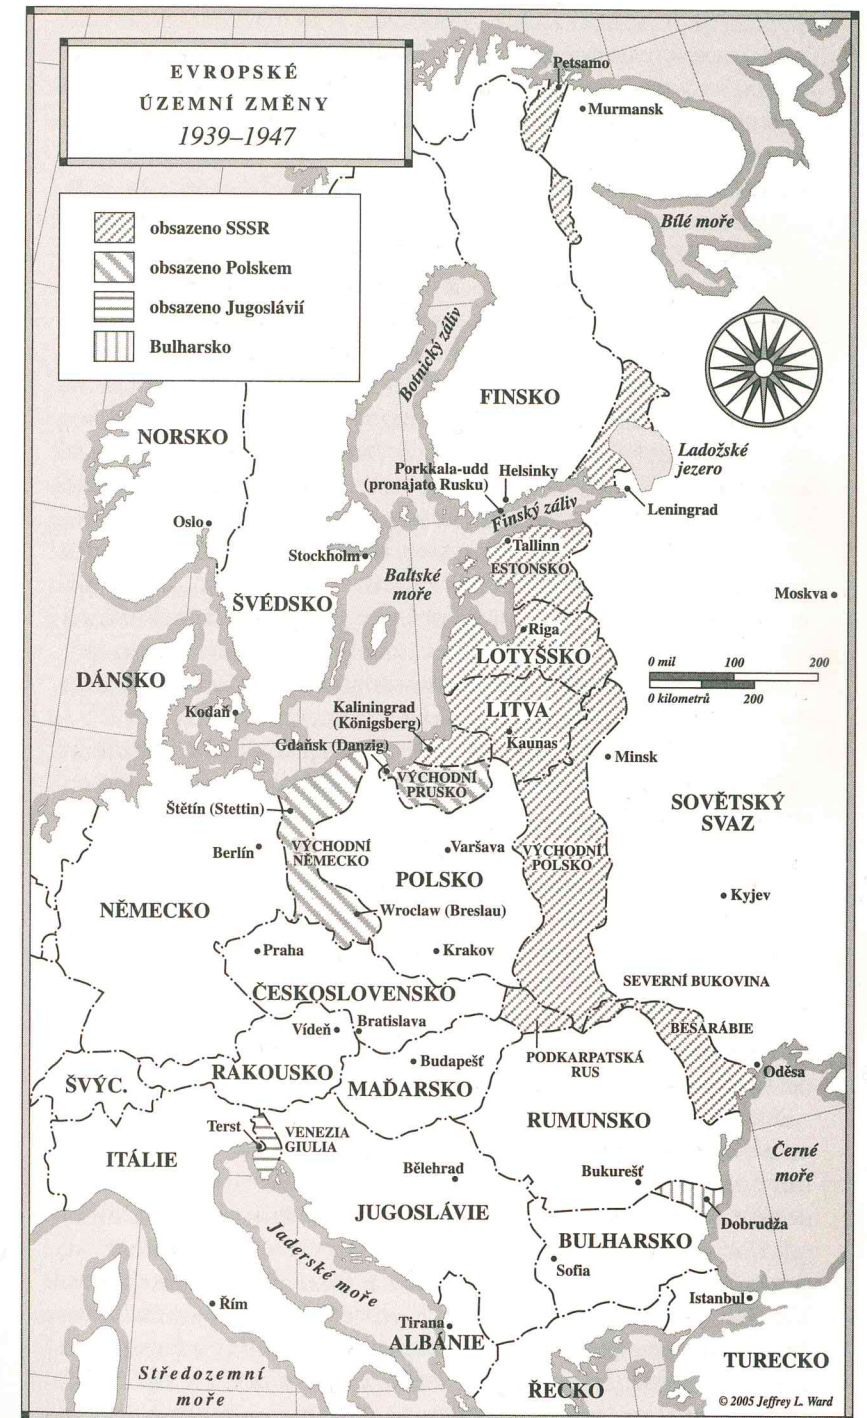 EVROPSKÉ
ÚZEMNÍ ZMĚNY
1939–1947
obsazeno SSSR
obsazeno Polskem
obsazeno Jugoslávií
Bulharsko
Petsamo
Murmansk
Bílé moře
Botnický záliv
FINSKO
NORSKO
Ladožské
jezero
Porkkala-udd
(pronajato Rusku)
Helsinky
Finský záliv
Leningrad
Oslo
Stockholm
Tallinn
ESTONSKO
Baltské
moře
Moskva
ŠVÉDSKO
Riga
LOTYŠSKO
0 mil 100 200
0 kilometrů 200
DÁNSKO
Kodaň
Kaliningrad
(Königsberg)
LITVA
Kaunas
Gdaňsk (Danzig)
Minsk
VÝCHODNÍ
PRUSKO
Štětín (Stettin)
SOVĚTSKÝ
SVAZ
Berlín
VÝCHODNÍ
NĚMECKO
Varšava
VÝCHODNÍ
POLSKO
POLSKO
Kyjev
NĚMECKO
Wroclaw (Breslau)
Praha
Krakov
SEVERNÍ BUKOVINA
ČESKOSLOVENSKO
Vídeň
Bratislava
BESARÁBIE
PODKARPATSKÁ
RUS
Budapešť
Oděsa
ŠVÝC.
RAKOUSKO
MAĎARSKO
RUMUNSKO
Terst
VENEZIA
GIULIA
ITÁLIE
Černé
moře
Bělehrad
Bukurešť
JUGOSLÁVIE
Dobrudža
BULHARSKO
Sofia
Jaderské moře
Řím
Istanbul
Tirana
ALBÁNIE
TURECKO
Středozemní
moře
ŘECKO
© 2005 Jeffrey L. Ward